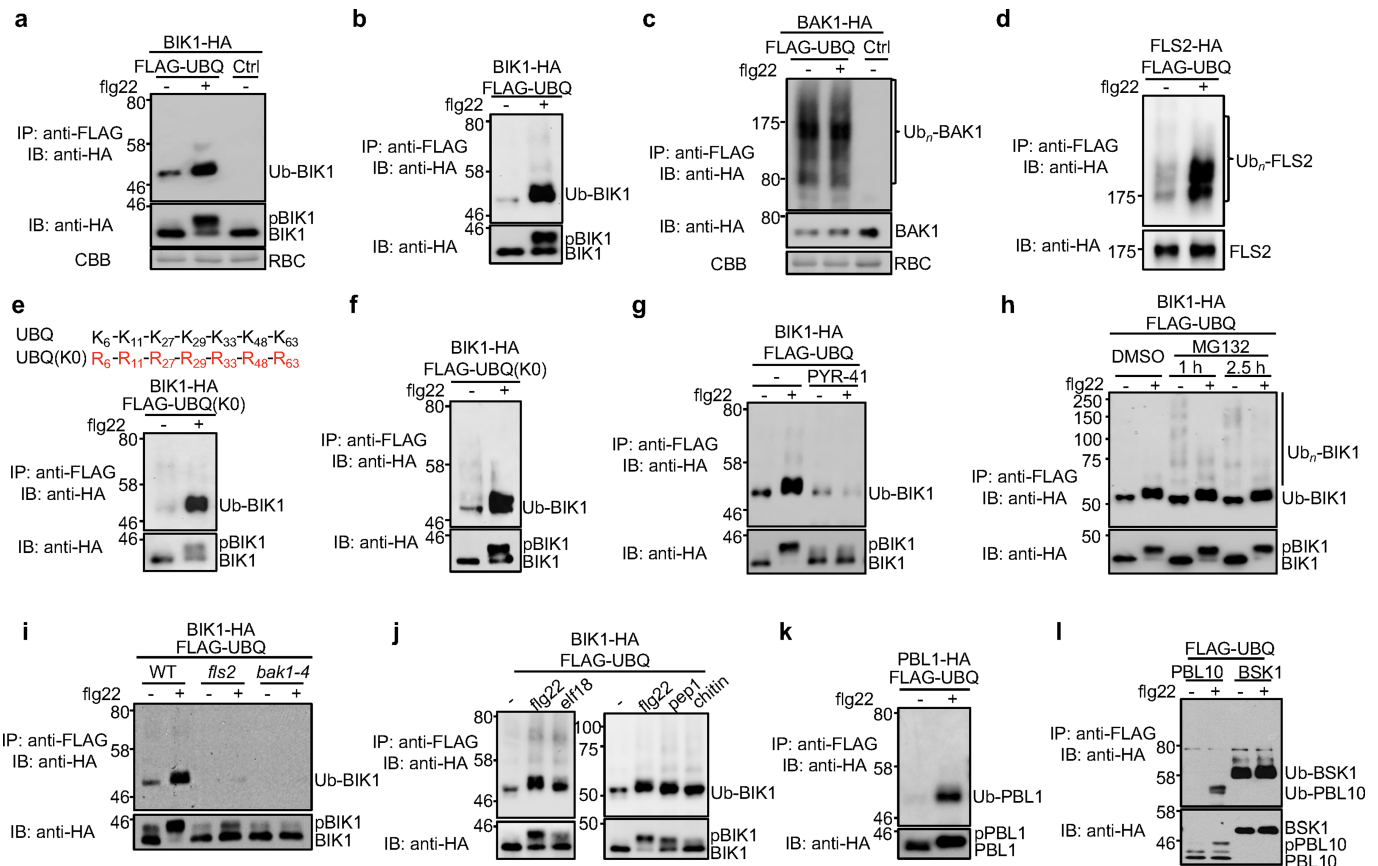 a
BIK1-HA
FLAG-UBQ Ctrl
flg22 - + -
80
IP: anti-FLAG
IB: anti-HA
58
Ub-BIK1
46
IB: anti-HA
pBIK1
BIK1
CBB RBC
b
BIK1-HA
FLAG-UBQ
flg22 - +
80
IP: anti-FLAG
IB: anti-HA
58
Ub-BIK1
46
46
IB: anti-HA
pBIK1
BIK1
c
BAK1-HA
FLAG-UBQ Ctrl
flg22 - + -
175
Ubn-BAK1
IP: anti-FLAG
IB: anti-HA
80
80
IB: anti-HA BAK1
CBB RBC
d
FLS2-HA
FLAG-UBQ
flg22 - +
IP: anti-FLAG
IB: anti-HA
Ubn-FLS2
175
IB: anti-HA 175 FLS2
e
UBQ K6-K11-K27-K29-K33-K48-K63
UBQ(K0) R6-R11-R27-R29-R33-R48-R63
BIK1-HA
FLAG-UBQ(K0)
flg22 - +
80
IP: anti-FLAG
IB: anti-HA
58
Ub-BIK1
46
46
IB: anti-HA
pBIK1
BIK1
f
BIK1-HA
FLAG-UBQ(K0)
flg22 - +
80
IP: anti-FLAG
IB: anti-HA
58
Ub-BIK1
46
46
IB: anti-HA
pBIK1
BIK1
g
BIK1-HA
FLAG-UBQ
- PYR-41
flg22 - + - +
80
IP: anti-FLAG
IB: anti-HA
58
Ub-BIK1
46
46
IB: anti-HA
pBIK1
BIK1
h
BIK1-HA
FLAG-UBQ
DMSO MG132
1 h 2.5 h
flg22 - + - + - +
250
150
100
75
Ubn-BIK1
IP: anti-FLAG
IB: anti-HA
50
Ub-BIK1
50
IB: anti-HA
pBIK1
BIK1
i
BIK1-HA
FLAG-UBQ
WT fls2 bak1-4
flg22 - + - + - +
80
IP: anti-FLAG
IB: anti-HA
58
Ub-BIK1
46
IB: anti-HA
pBIK1
BIK1
j
BIK1-HA
FLAG-UBQ
- flg22 elf18 - flg22 pep1 chitin
80 100
75
IP: anti-FLAG
IB: anti-HA
58
50
Ub-BIK1
46
46 50
IB: anti-HA
pBIK1
BIK1
k
PBL1-HA
FLAG-UBQ
flg22 - +
80
IP: anti-FLAG
IB: anti-HA
58
Ub-PBL1
46
46
IB: anti-HA
pPBL1
PBL1
l
FLAG-UBQ
PBL10 BSK1
flg22 - + - +
IP: anti-FLAG
IB: anti-HA
80
58
Ub-BSK1
Ub-PBL10
46
58
IB: anti-HA
BSK1
46
pPBL10
PBL10